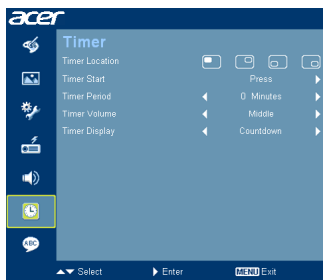 acer
Timer
Timer Location
Timer Start Press
Timer Period 0 Minutes
Timer Volume Middle
Timer Display Countdown
ABC
Select Enter MENU Exit